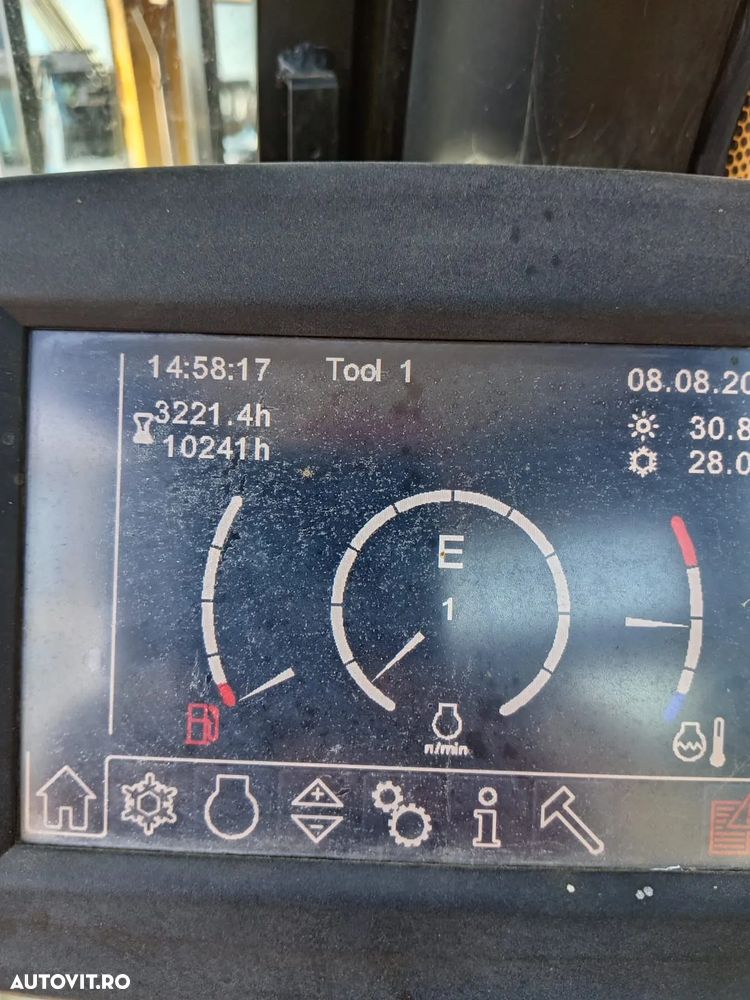 14:58:17 Tool 1 08.08.20
3221.4h 30.8
10241h 28.0
E
1
n/min
AUTOVIT.RO